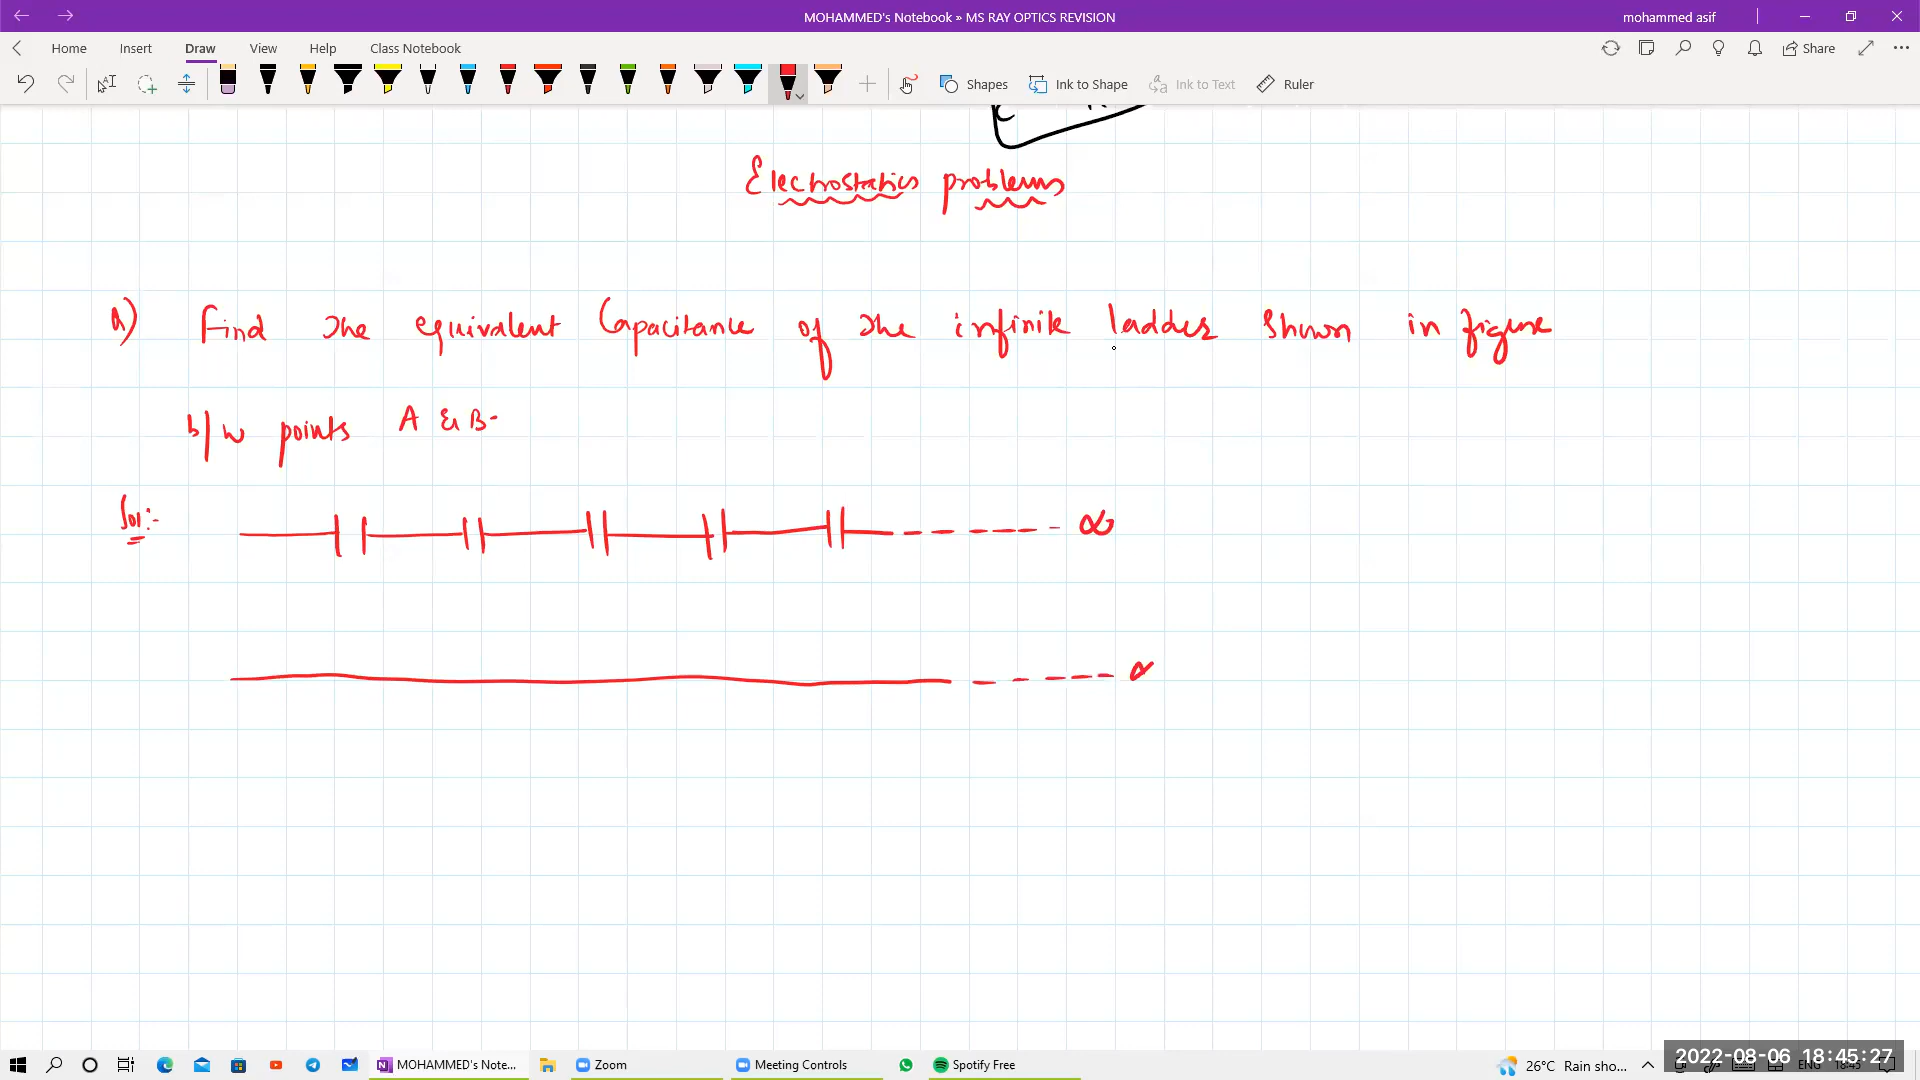 MOHAMMED's Notebook » MS RAY OPTICS REVISION
mohammed asif
Home Insert Draw View Help Class Notebook
Share
Shapes Ink to Shape Ink to Text Ruler
Electrostatics problems
Q) Find the equivalent Capacitance of the infinite ladder shown in figure
b/w points A & B.
Sol:-
∞
∞
MOHAMMED's Note...
Zoom
Meeting Controls
Spotify Free
26°C Rain sho...
2022-08-06 18:45:27